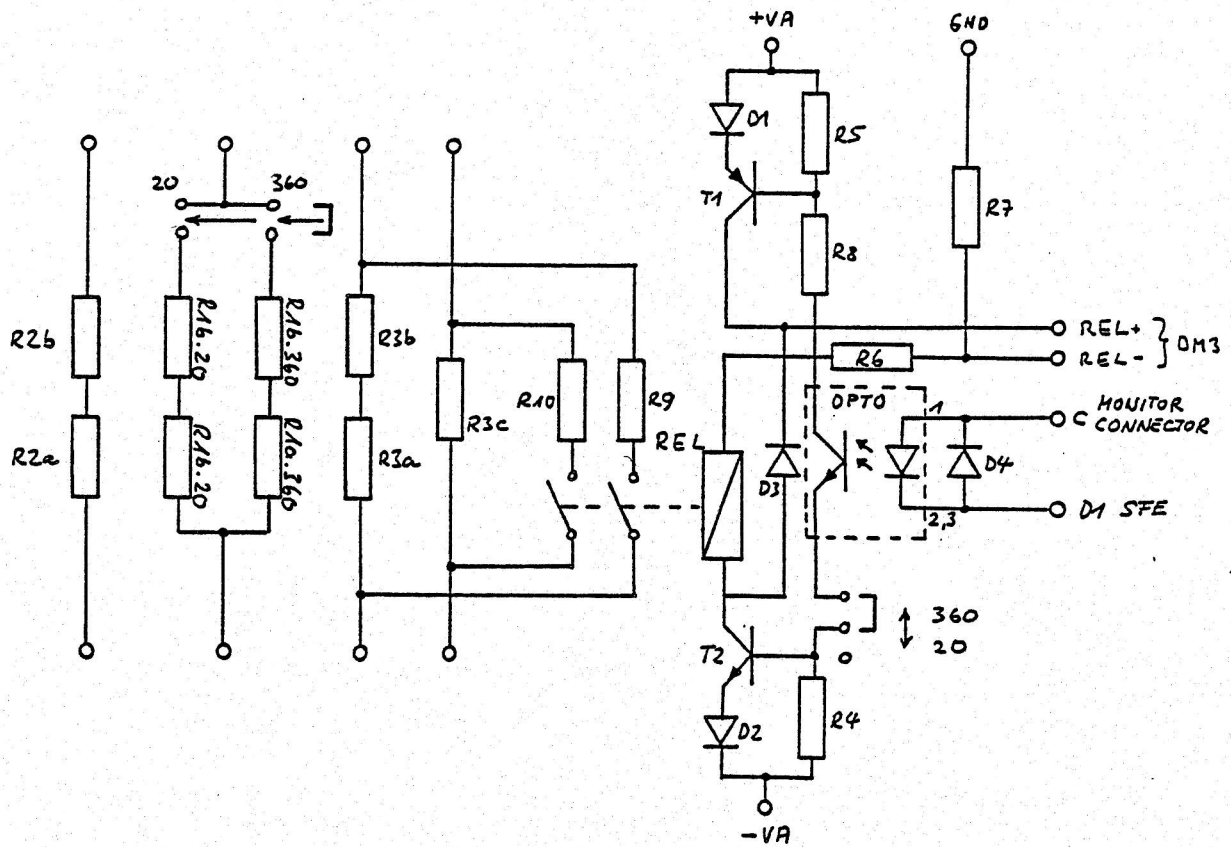 +VA
GND
D1
R5
20
360
T1
R7
R8
R2b
R1b.20
R1b.360
R3b
REL+
REL-
DM3
R6
R3c
R10
R9
OPTO
1
C MONITOR
CONNECTOR
R2a
R1b.20
R1a.360
R3a
REL
D3
D4
2,3
D1 SFE
360
20
T2
D2
R4
-VA